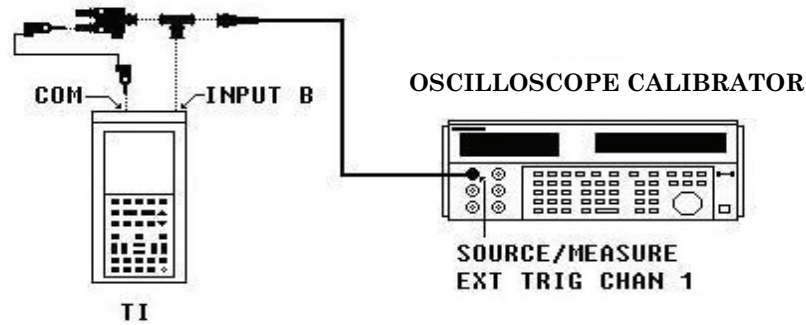 COM
INPUT B
OSCILLOSCOPE CALIBRATOR
SOURCE/MEASURE
EXT TRIG CHAN 1
TI